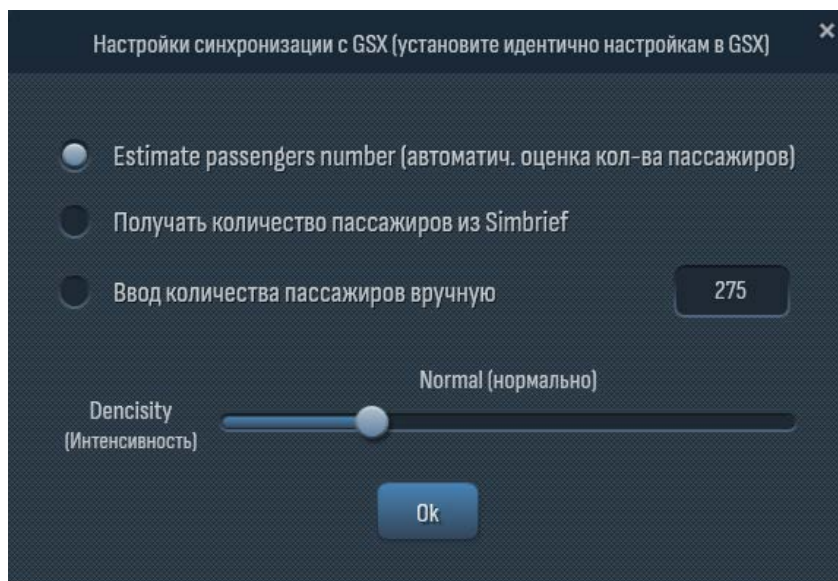 Настройки синхронизации с GSX (установите идентично настройкам в GSX)
Estimate passengers number (автоматич. оценка кол-ва пассажиров)
Получать количество пассажиров из Simbrief
Ввод количества пассажиров вручную 275
Normal (нормально)
Dencisity
(Интенсивность)
Ok